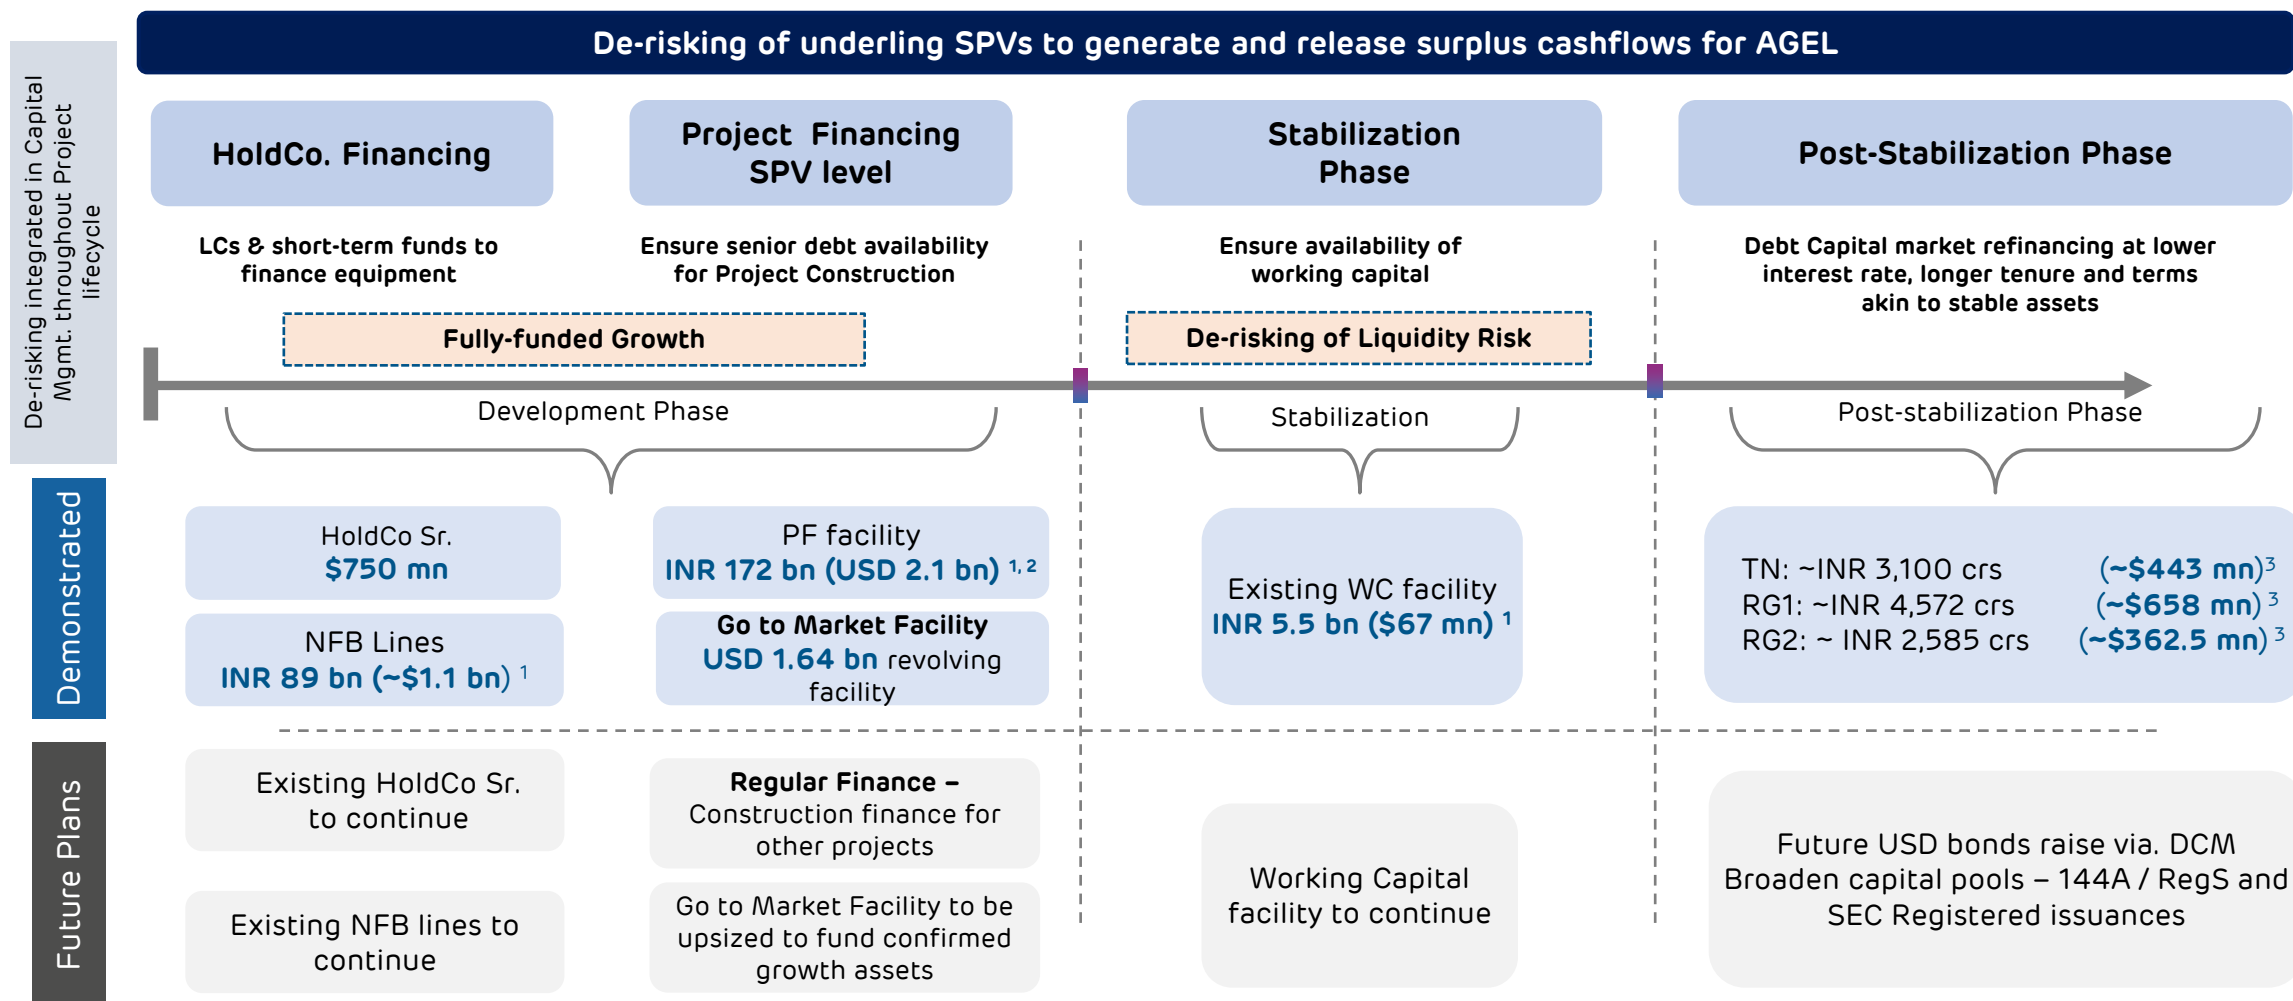 De-risking of underling SPVs to generate and release surplus cashflows for AGEL
De-risking integrated in Capital
Mgmt. throughout Project
lifecycle
HoldCo. Financing
Project Financing
SPV level
Stabilization
Phase
Post-Stabilization Phase
LCs & short-term funds to
finance equipment
Ensure senior debt availability
for Project Construction
Ensure availability of
working capital
Debt Capital market refinancing at lower
interest rate, longer tenure and terms
akin to stable assets
Fully-funded Growth
De-risking of Liquidity Risk
Development Phase
Stabilization
Post-stabilization Phase
Demonstrated
HoldCo Sr.
$750 mn
NFB Lines
INR 89 bn (~$1.1 bn) 1
PF facility
INR 172 bn (USD 2.1 bn) 1, 2
Go to Market Facility
USD 1.64 bn revolving
facility
Existing WC facility
INR 5.5 bn ($67 mn) 1
TN: ~INR 3,100 crs (~$443 mn)3
RG1: ~INR 4,572 crs (~$658 mn) 3
RG2: ~ INR 2,585 crs (~$362.5 mn) 3
Future Plans
Existing HoldCo Sr.
to continue
Existing NFB lines to
continue
Regular Finance –
Construction finance for
other projects
Go to Market Facility to be
upsized to fund confirmed
growth assets
Working Capital
facility to continue
Future USD bonds raise via. DCM
Broaden capital pools – 144A / RegS and
SEC Registered issuances